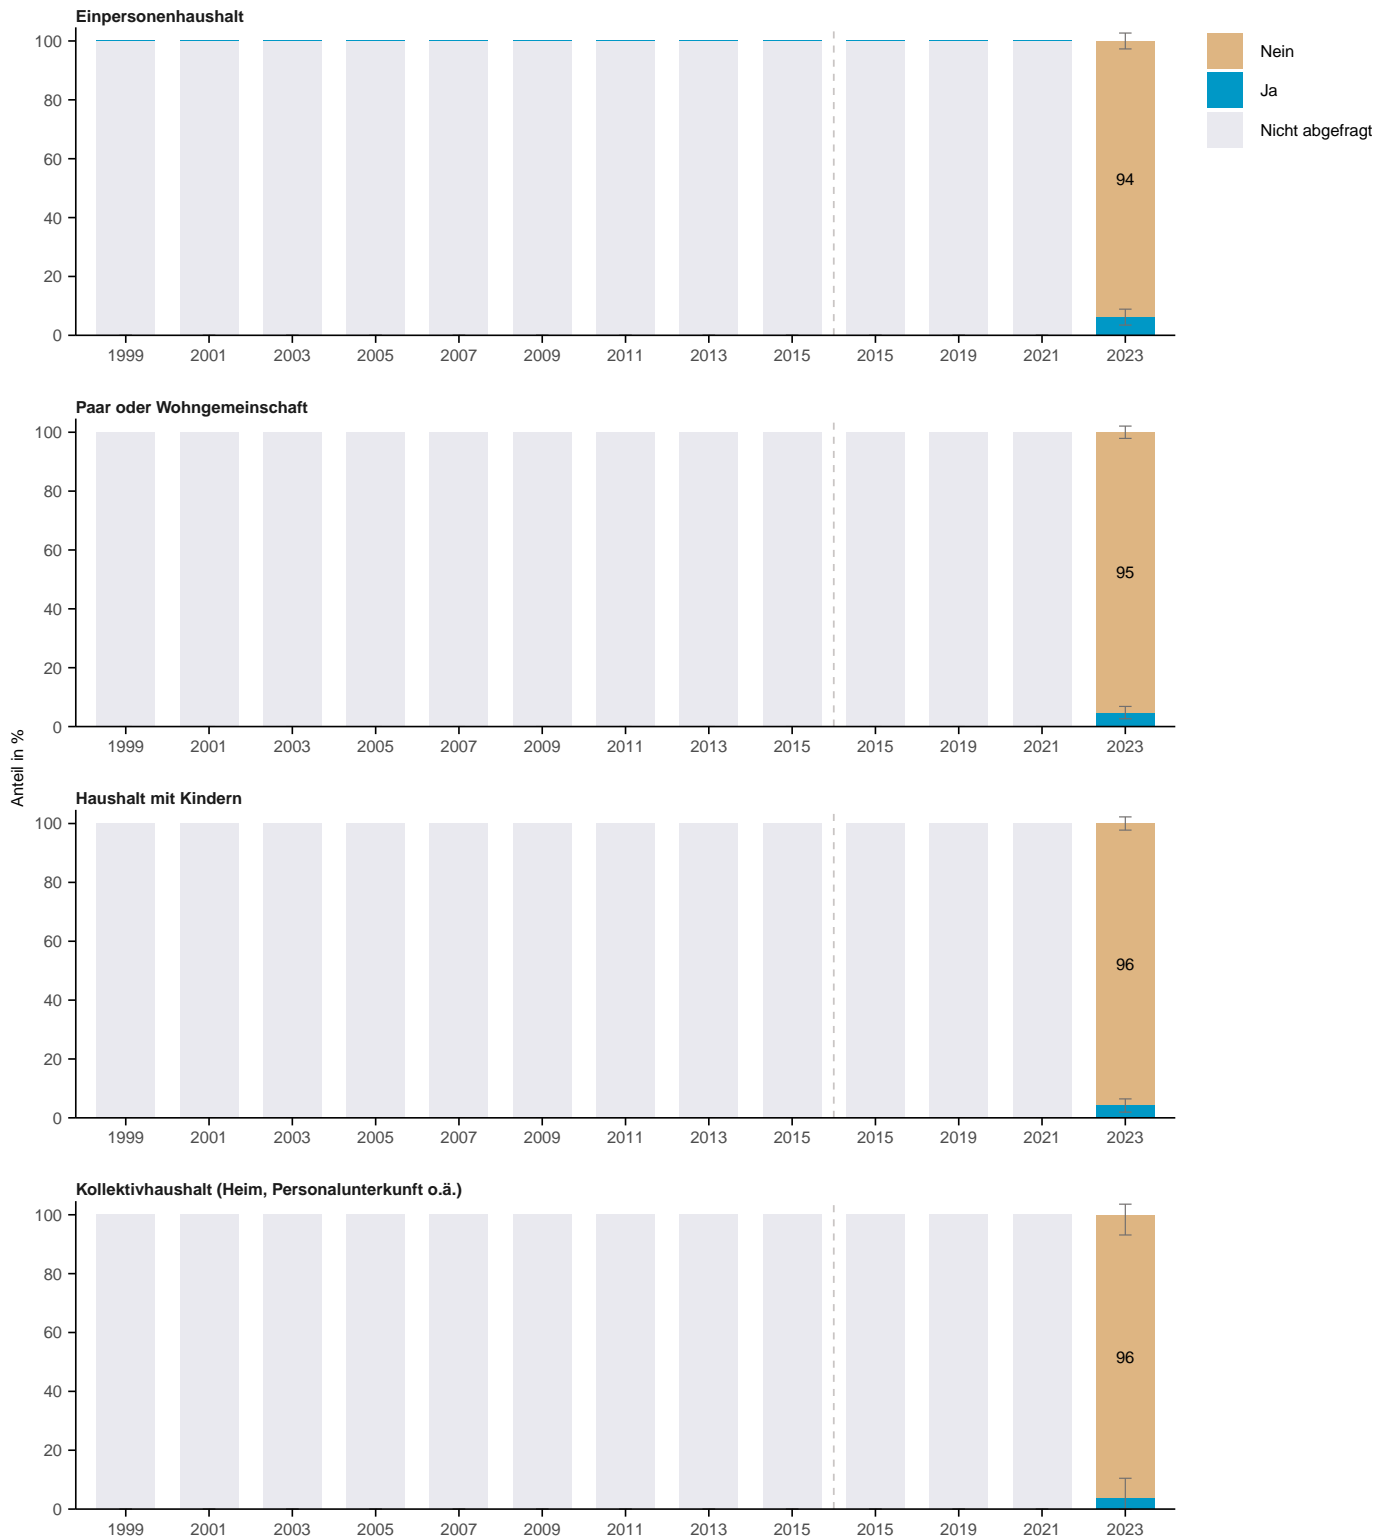 Einpersonenhaushalt
100
80
60
40
20
0
94
1999 2001 2003 2005 2007 2009 2011 2013 2015 2015 2019 2021 2023
Nein
Ja
Nicht abgefragt
Paar oder Wohngemeinschaft
100
80
60
40
20
0
95
1999 2001 2003 2005 2007 2009 2011 2013 2015 2015 2019 2021 2023
Anteil in %
Haushalt mit Kindern
100
80
60
40
20
0
96
1999 2001 2003 2005 2007 2009 2011 2013 2015 2015 2019 2021 2023
Kollektivhaushalt (Heim, Personalunterkunft o.ä.)
100
80
60
40
20
0
96
1999 2001 2003 2005 2007 2009 2011 2013 2015 2015 2019 2021 2023